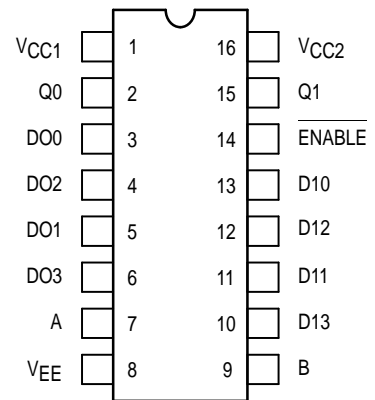 VCC1 1 16 VCC2
Q0 2 15 Q1
DO0 3 14 ENABLE
DO2 4 13 D10
DO1 5 12 D12
DO3 6 11 D11
A 7 10 D13
VEE 8 9 B